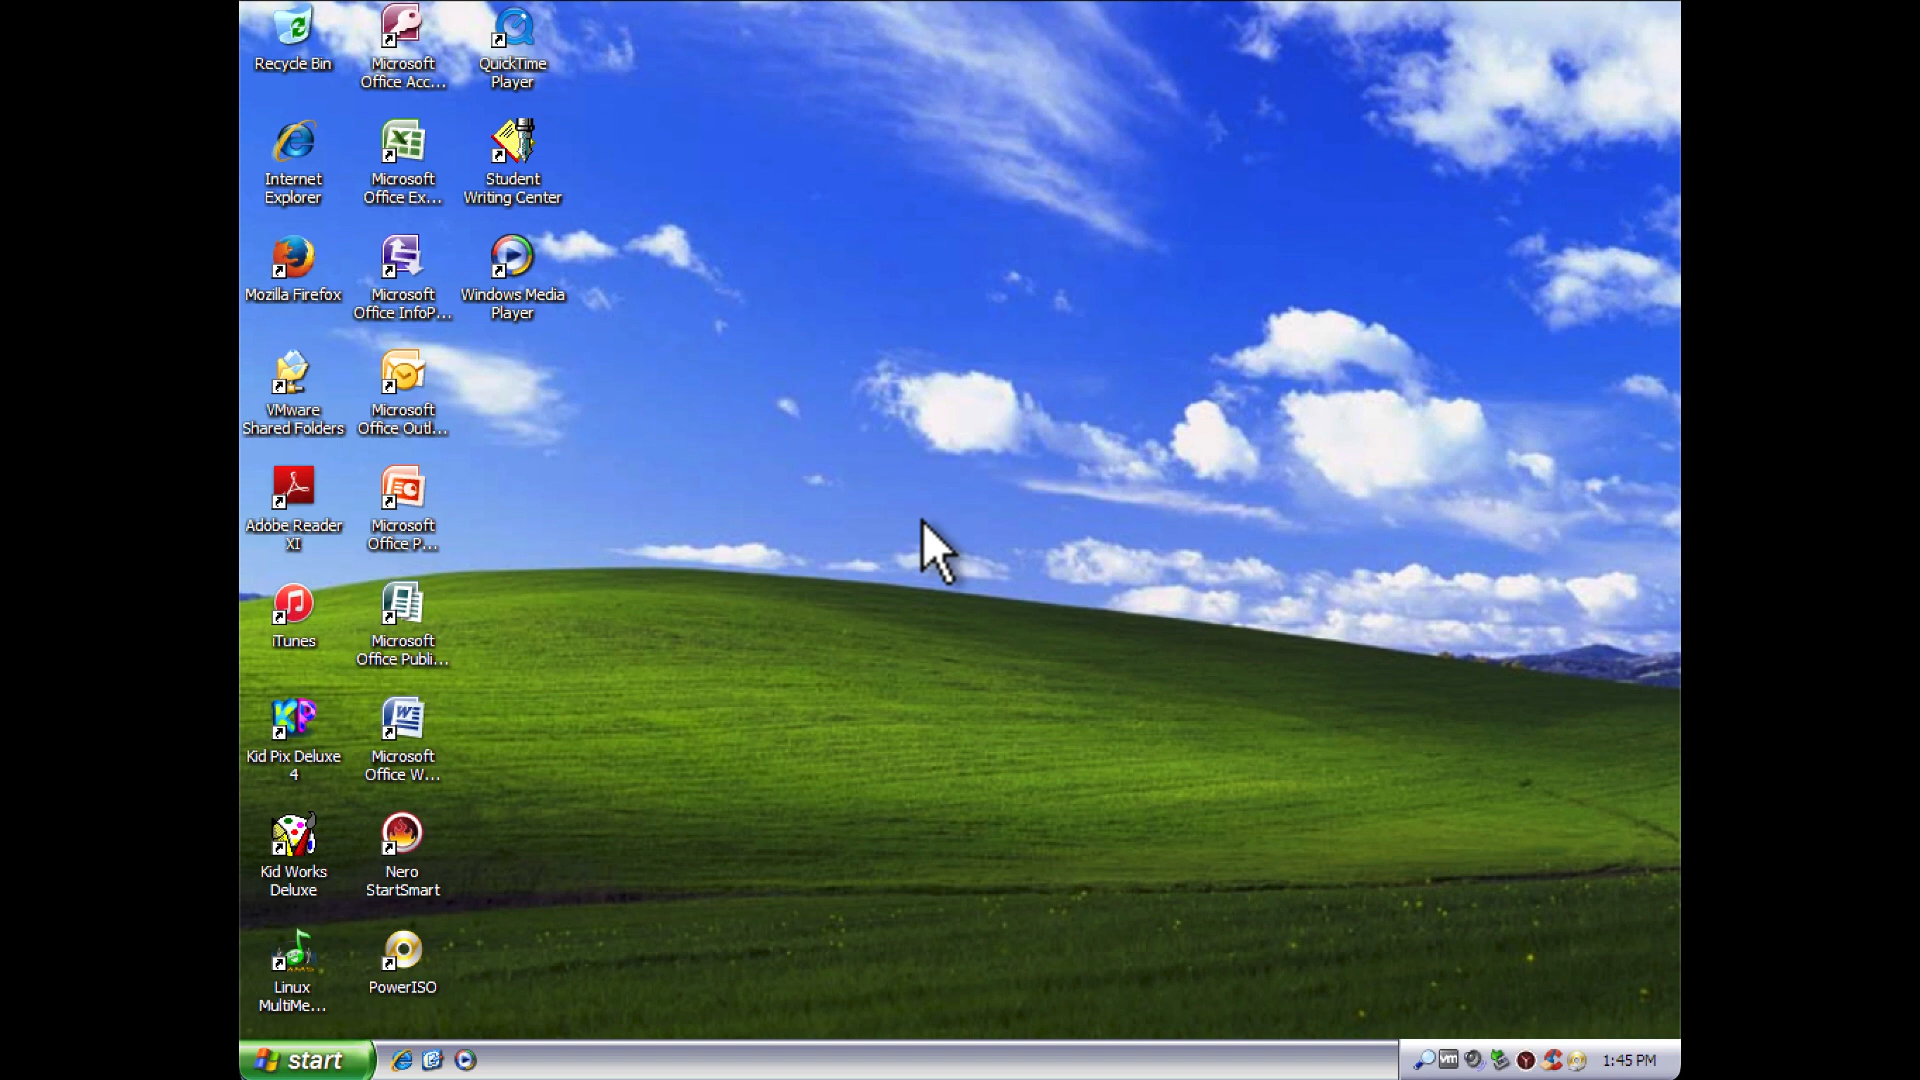 Recycle Bin
Microsoft
Office Acc...
QuickTime
Player
Internet
Explorer
Microsoft
Office Ex...
Student
Writing Center
Mozilla Firefox
Microsoft
Office InfoP...
Windows Media
Player
VMware
Shared Folders
Microsoft
Office Outl...
Adobe Reader
XI
Microsoft
Office P...
iTunes
Microsoft
Office Publi...
Kid Pix Deluxe
4
Microsoft
Office W...
Kid Works
Deluxe
Nero
StartSmart
Linux
MultiMe...
PowerISO
start
vm
1:45 PM